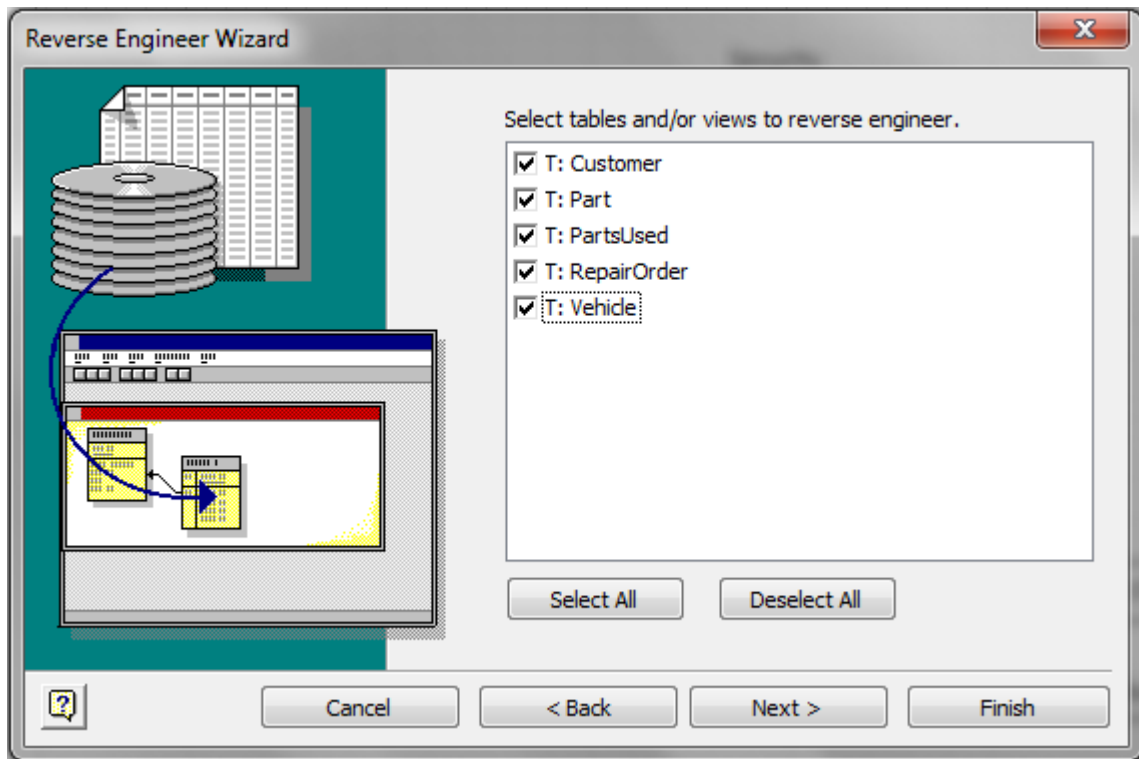 Reverse Engineer Wizard
Select tables and/or views to reverse engineer.
T: Customer
T: Part
T: PartsUsed
T: RepairOrder
T: Vehicle
Select All
Deselect All
Cancel
< Back
Next >
Finish